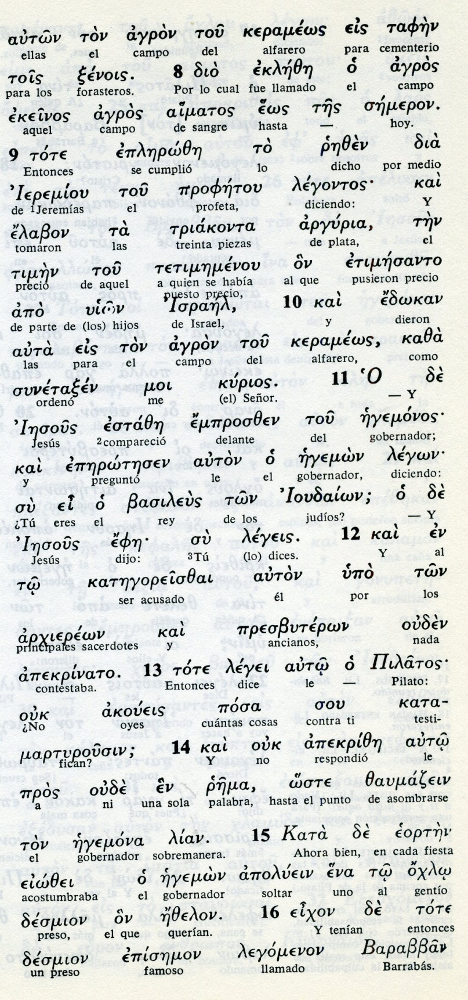 αὐτῶν τὸν ἀγρὸν τοῦ κεραμέως εἰς ταφὴν
ellas el campo del alfarero para cementerio
τοῖς ξένοις. 8 διὸ ἐκλήθη ὁ ἀγρὸς
para los forasteros. Por lo cual fue llamado el campo
ἐκεῖνος ἀγρὸς αἵματος ἕως τῆς σήμερον.
aquel campo de sangre hasta — hoy.
9 τότε ἐπληρώθη τὸ ῥηθὲν διὰ
Entonces se cumplió lo dicho por medio
Ἰερεμίου τοῦ προφήτου λέγοντος· καὶ
de ¹Jeremías el profeta, diciendo: Y
ἔλαβον τὰ τριάκοντα ἀργύρια, τὴν
tomaron las treinta piezas de plata, el
τιμὴν τοῦ τετιμημένου ὃν ἐτιμήσαντο
precio de aquel a quien se había al que pusieron precio
puesto precio,
ἀπὸ υἱῶν Ἰσραήλ, 10 καὶ ἔδωκαν
de parte de (los) hijos de Israel, y dieron
αὐτὰ εἰς τὸν ἀγρὸν τοῦ κεραμέως, καθὰ
las para el campo del alfarero, como
συνέταξέν μοι κύριος. 11 Ὁ δὲ
ordenó me (el) Señor. — Y
Ἰησοῦς ἐστάθη ἔμπροσθεν τοῦ ἡγεμόνος·
Jesús ²compareció delante del gobernador;
καὶ ἐπηρώτησεν αὐτὸν ὁ ἡγεμὼν λέγων·
y preguntó le el gobernador, diciendo:
σὺ εἶ ὁ βασιλεὺς τῶν Ἰουδαίων; ὁ δὲ
¿Tú eres el rey de los judíos? — Y
Ἰησοῦς ἔφη· σὺ λέγεις. 12 καὶ ἐν
Jesús dijo: ³Tú (lo) dices. Y al
τῷ κατηγορεῖσθαι αὐτὸν ὑπὸ τῶν
ser acusado él por los
ἀρχιερέων καὶ πρεσβυτέρων οὐδὲν
principales sacerdotes y ancianos, nada
ἀπεκρίνατο. 13 τότε λέγει αὐτῷ ὁ Πιλᾶτος·
contestaba. Entonces dice le — Pilato:
οὐκ ἀκούεις πόσα σου κατα-
¿No oyes cuántas cosas contra ti testi-
μαρτυροῦσιν; 14 καὶ οὐκ ἀπεκρίθη αὐτῷ
fican? Y no respondió le
πρὸς οὐδὲ ἓν ῥῆμα, ὥστε θαυμάζειν
a ni una sola palabra, hasta el punto de asombrarse
τὸν ἡγεμόνα λίαν. 15 Κατὰ δὲ ἑορτὴν
el gobernador sobremanera. Ahora bien, en cada fiesta
εἰώθει ὁ ἡγεμὼν ἀπολύειν ἕνα τῷ ὄχλῳ
acostumbraba el gobernador soltar uno al gentío
δέσμιον ὃν ἤθελον. 16 εἶχον δὲ τότε
preso, el que querían. Y tenían entonces
δέσμιον ἐπίσημον λεγόμενον Βαραββᾶν
un preso famoso llamado Barrabás.